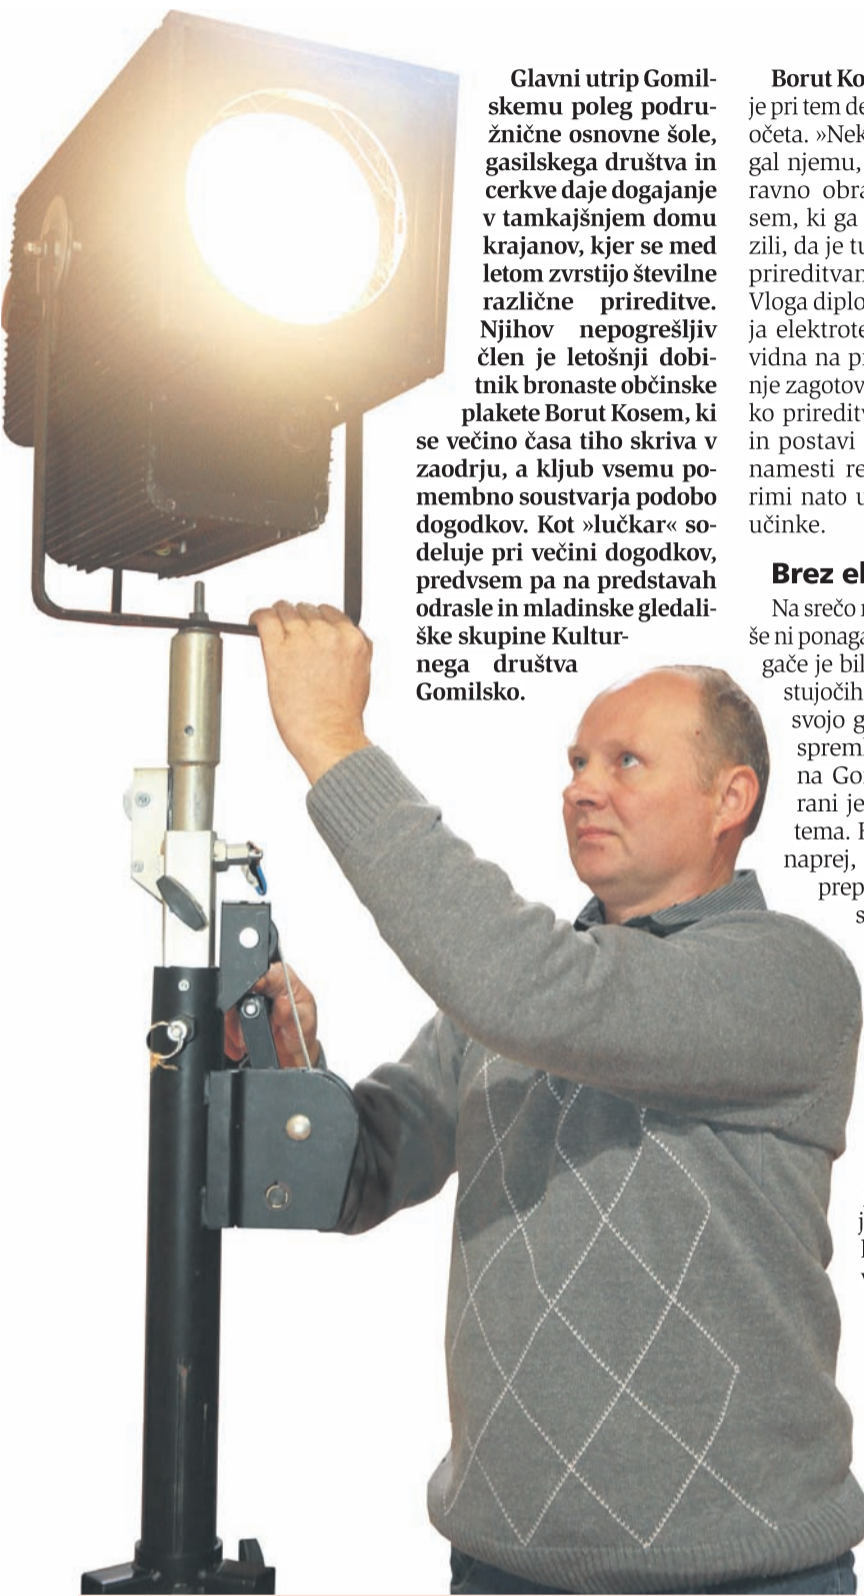 Glavni utrip Gomil-
skemu poleg podru-
žnične osnovne šole,
gasilskega društva in
cerkve daje dogajanje
v tamkajšnjem domu
krajanov, kjer se med
letom zvrstijo številne
različne prireditve.
Njihov nepogrešljiv
člen je letošnji dobi-
tnik bronaste občinske
plakete Borut Kosem, ki
se večino časa tiho skriva v
zaodrju, a kljub vsemu po-
membno soustvarja podobo
dogodkov. Kot »lučkar« so-
deluje pri večini dogodkov,
predvsem pa na predstavah
odrasle in mladinske gledali-
ške skupine Kultur-
nega društva
Gomilsko.
Borut Ko
je pri tem de
očeta. »Nek
gal njemu,
ravno obra
sem, ki ga
zili, da je tu
prireditvan
Vloga diplo
ja elektrote
vidna na p
nje zagotov
ko prireditv
in postavi
namesti re
rimi nato u
učinke.
Brez el
Na srečo
še ni ponaga
gače je bil
stujočih
svojo g
sprem
na Go
rani je
tema.
naprej,
prep
s
j